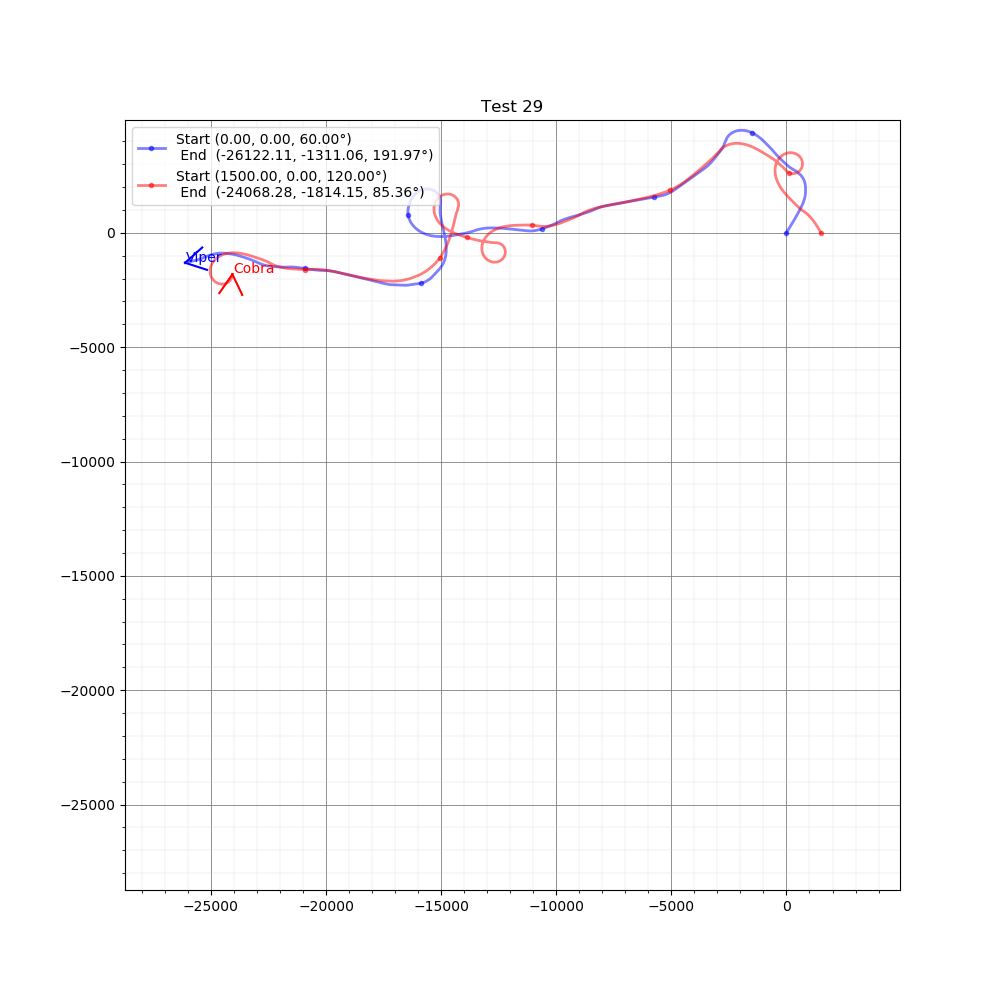 Test 29
Start (0.00, 0.00, 60.00°)
End (-26122.11, -1311.06, 191.97°)
Start (1500.00, 0.00, 120.00°)
End (-24068.28, -1814.15, 85.36°)
Viper
Cobra
0
−5000
−10000
−15000
−20000
−25000
−25000 −20000 −15000 −10000 −5000 0